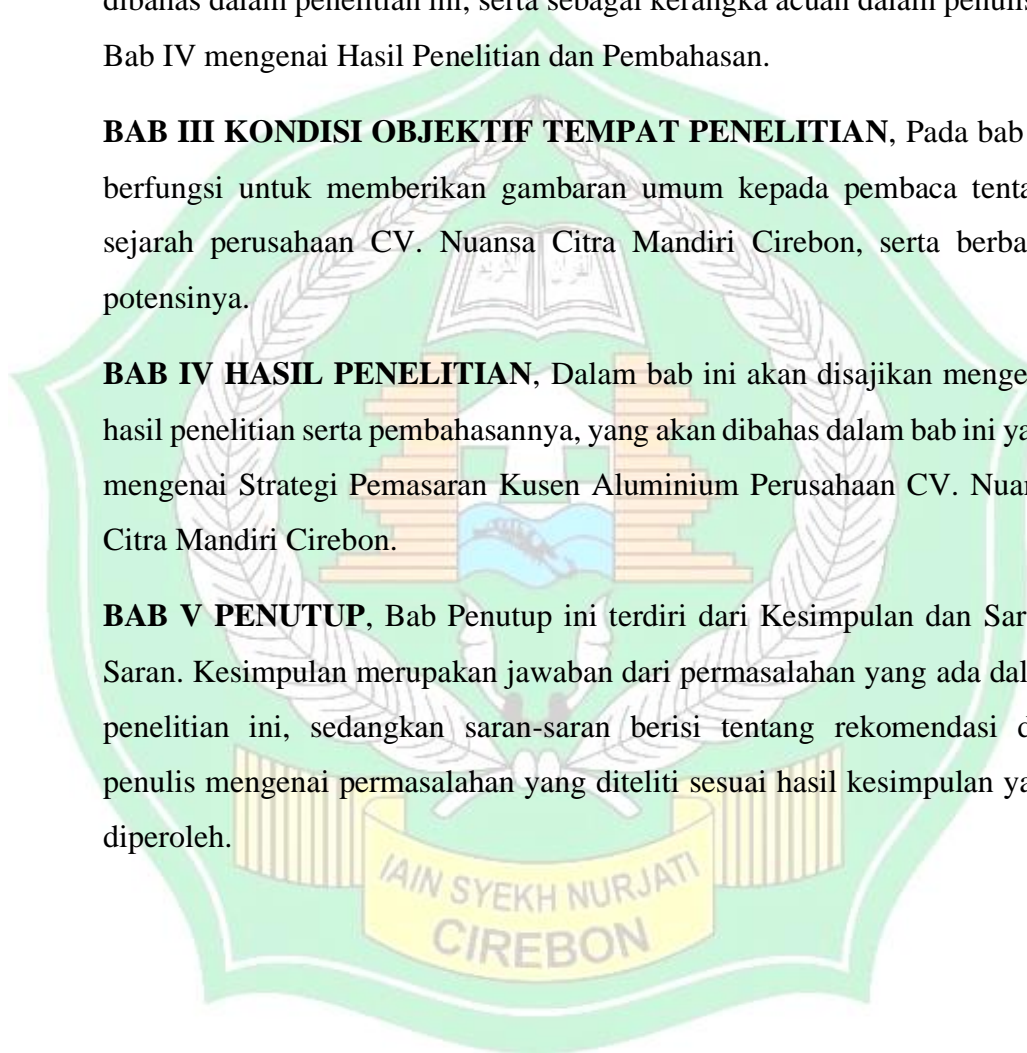 dibahas dalam penelitian ini, serta sebagai kerangka acuan dalam penulis
Bab IV mengenai Hasil Penelitian dan Pembahasan.
BAB III KONDISI OBJEKTIF TEMPAT PENELITIAN, Pada bab
berfungsi untuk memberikan gambaran umum kepada pembaca tenta
sejarah perusahaan CV. Nuansa Citra Mandiri Cirebon, serta berba
potensinya.
BAB IV HASIL PENELITIAN, Dalam bab ini akan disajikan menge
hasil penelitian serta pembahasannya, yang akan dibahas dalam bab ini ya
mengenai Strategi Pemasaran Kusen Aluminium Perusahaan CV. Nuan
Citra Mandiri Cirebon.
BAB V PENUTUP, Bab Penutup ini terdiri dari Kesimpulan dan Sar
Saran. Kesimpulan merupakan jawaban dari permasalahan yang ada dal
penelitian ini, sedangkan saran-saran berisi tentang rekomendasi d
penulis mengenai permasalahan yang diteliti sesuai hasil kesimpulan ya
diperoleh.
IAIN SYEKH NURJATI
CIREBON